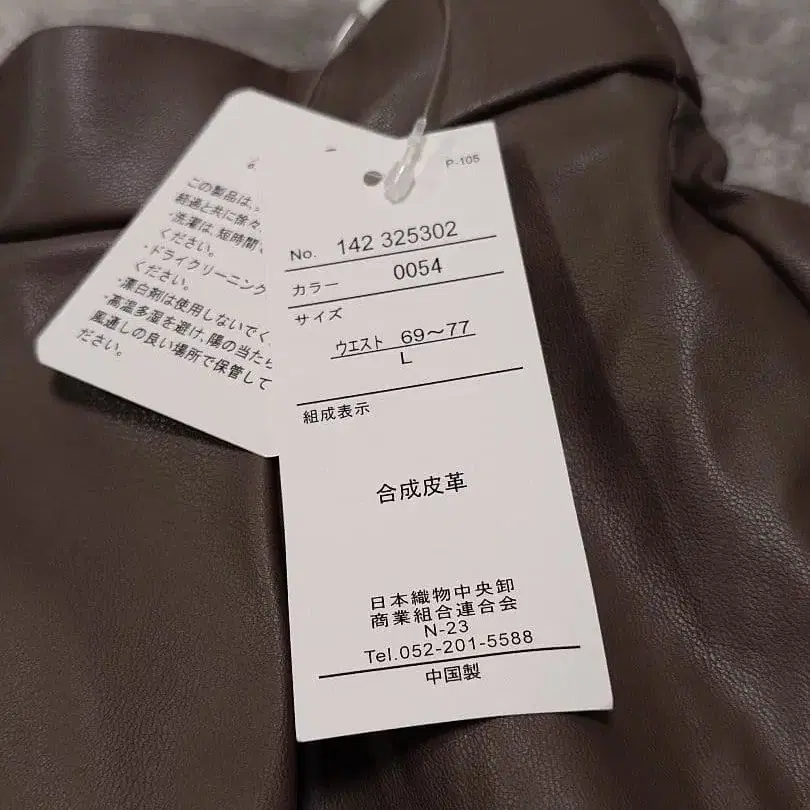 P-105
No. 142 325302
カラー 0054
サイズ
ウエスト 69～77
L
組成表示
合成皮革
日本織物中央卸
商業組合連合会
N-23
Tel.052-201-5588
中国製
この製品は、
経過と共に徐々
・洗濯は、短時間
ください。
・ドライクリーニング
ください。
・漂白剤は使用しないでく
・高温多湿を避け、陽の当たら
風通しの良い場所で保管して
ださい。